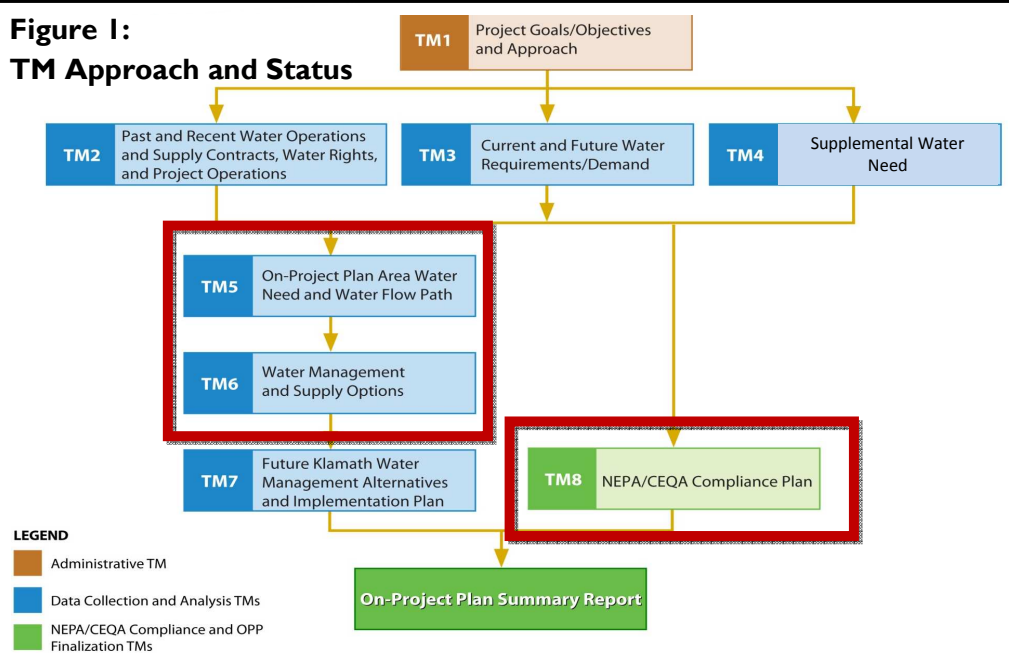 Figure 1:
TM Approach and Status
TM1
Project Goals/Objectives
and Approach
TM2
Past and Recent Water Operations
and Supply Contracts, Water Rights,
and Project Operations
TM3
Current and Future Water
Requirements/Demand
TM4
Supplemental Water
Need
TM5
On-Project Plan Area Water
Need and Water Flow Path
TM6
Water Management
and Supply Options
TM7
Future Klamath Water
Management Alternatives
and Implementation Plan
TM8
NEPA/CEQA Compliance Plan
On-Project Plan Summary Report
LEGEND
Administrative TM
Data Collection and Analysis TMs
NEPA/CEQA Compliance and OPP
Finalization TMs